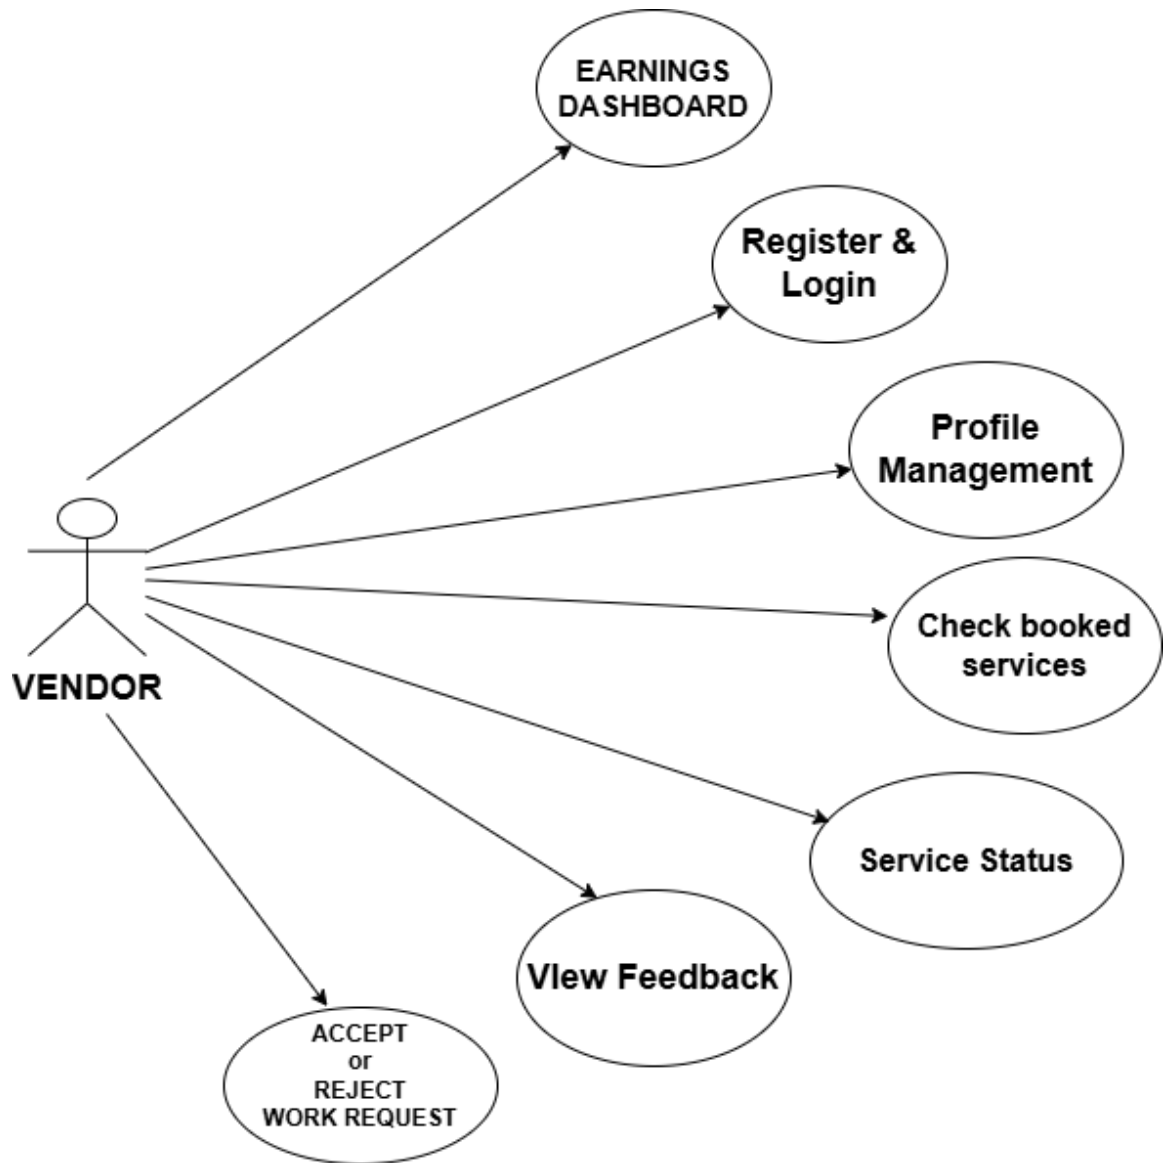 EARNINGS
DASHBOARD
Register &
Login
Profile
Management
Check booked
services
VENDOR
Service Status
VIew Feedback
ACCEPT
or
REJECT
WORK REQUEST